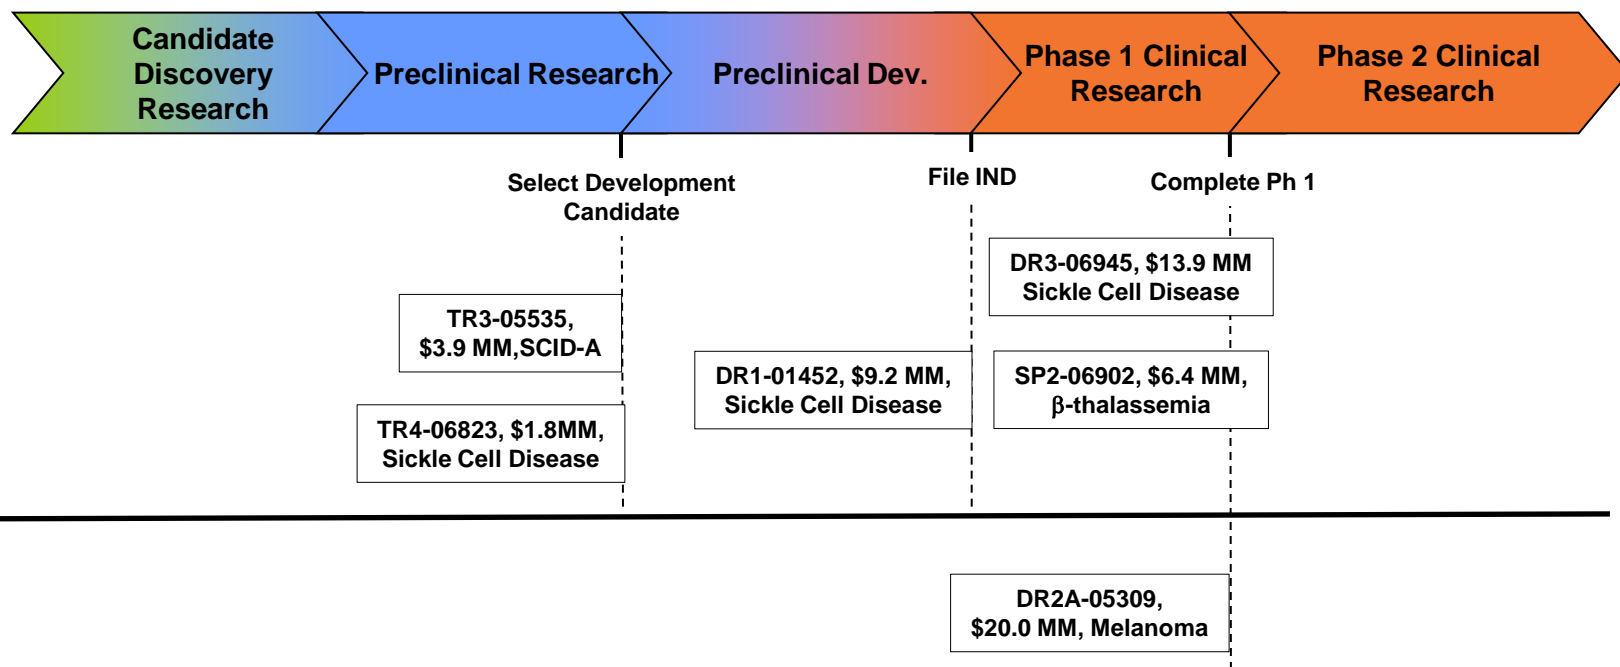 Candidate
Discovery
Research
Preclinical Research
Preclinical Dev.
Phase 1 Clinical
Research
Phase 2 Clinical
Research
Select Development
Candidate
File IND
Complete Ph 1
DR3-06945, $13.9 MM
Sickle Cell Disease
TR3-05535,
$3.9 MM,SCID-A
DR1-01452, $9.2 MM,
Sickle Cell Disease
SP2-06902, $6.4 MM,
β-thalassemia
TR4-06823, $1.8MM,
Sickle Cell Disease
DR2A-05309,
$20.0 MM, Melanoma